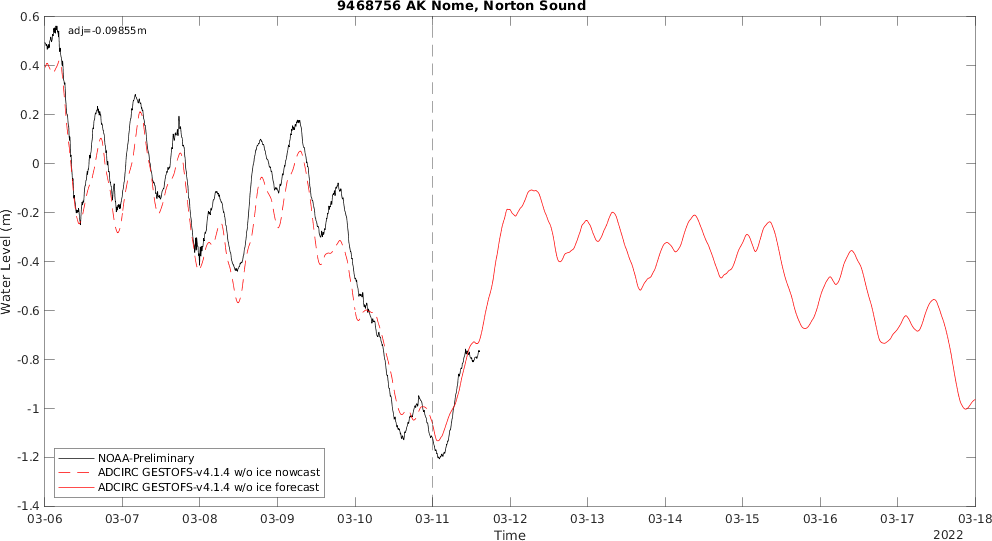 9468756 AK Nome, Norton Sound
adj=-0.09855m
0.6
0.4
0.2
0
-0.2
-0.4
-0.6
-0.8
-1
-1.2
-1.4
Water Level (m)
NOAA-Preliminary
ADCIRC GESTOFS-v4.1.4 w/o ice nowcast
ADCIRC GESTOFS-v4.1.4 w/o ice forecast
03-06 03-07 03-08 03-09 03-10 03-11 03-12 03-13 03-14 03-15 03-16 03-17 03-18
Time
2022